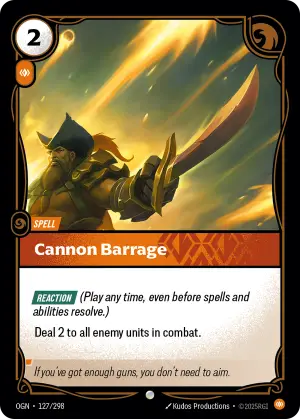 2
SPELL
Cannon Barrage
REACTION (Play any time, even before spells and
abilities resolve.)
Deal 2 to all enemy units in combat.
If you've got enough guns, you don't need to aim.
OGN • 127/298
Kudos Productions • ©2025RGI